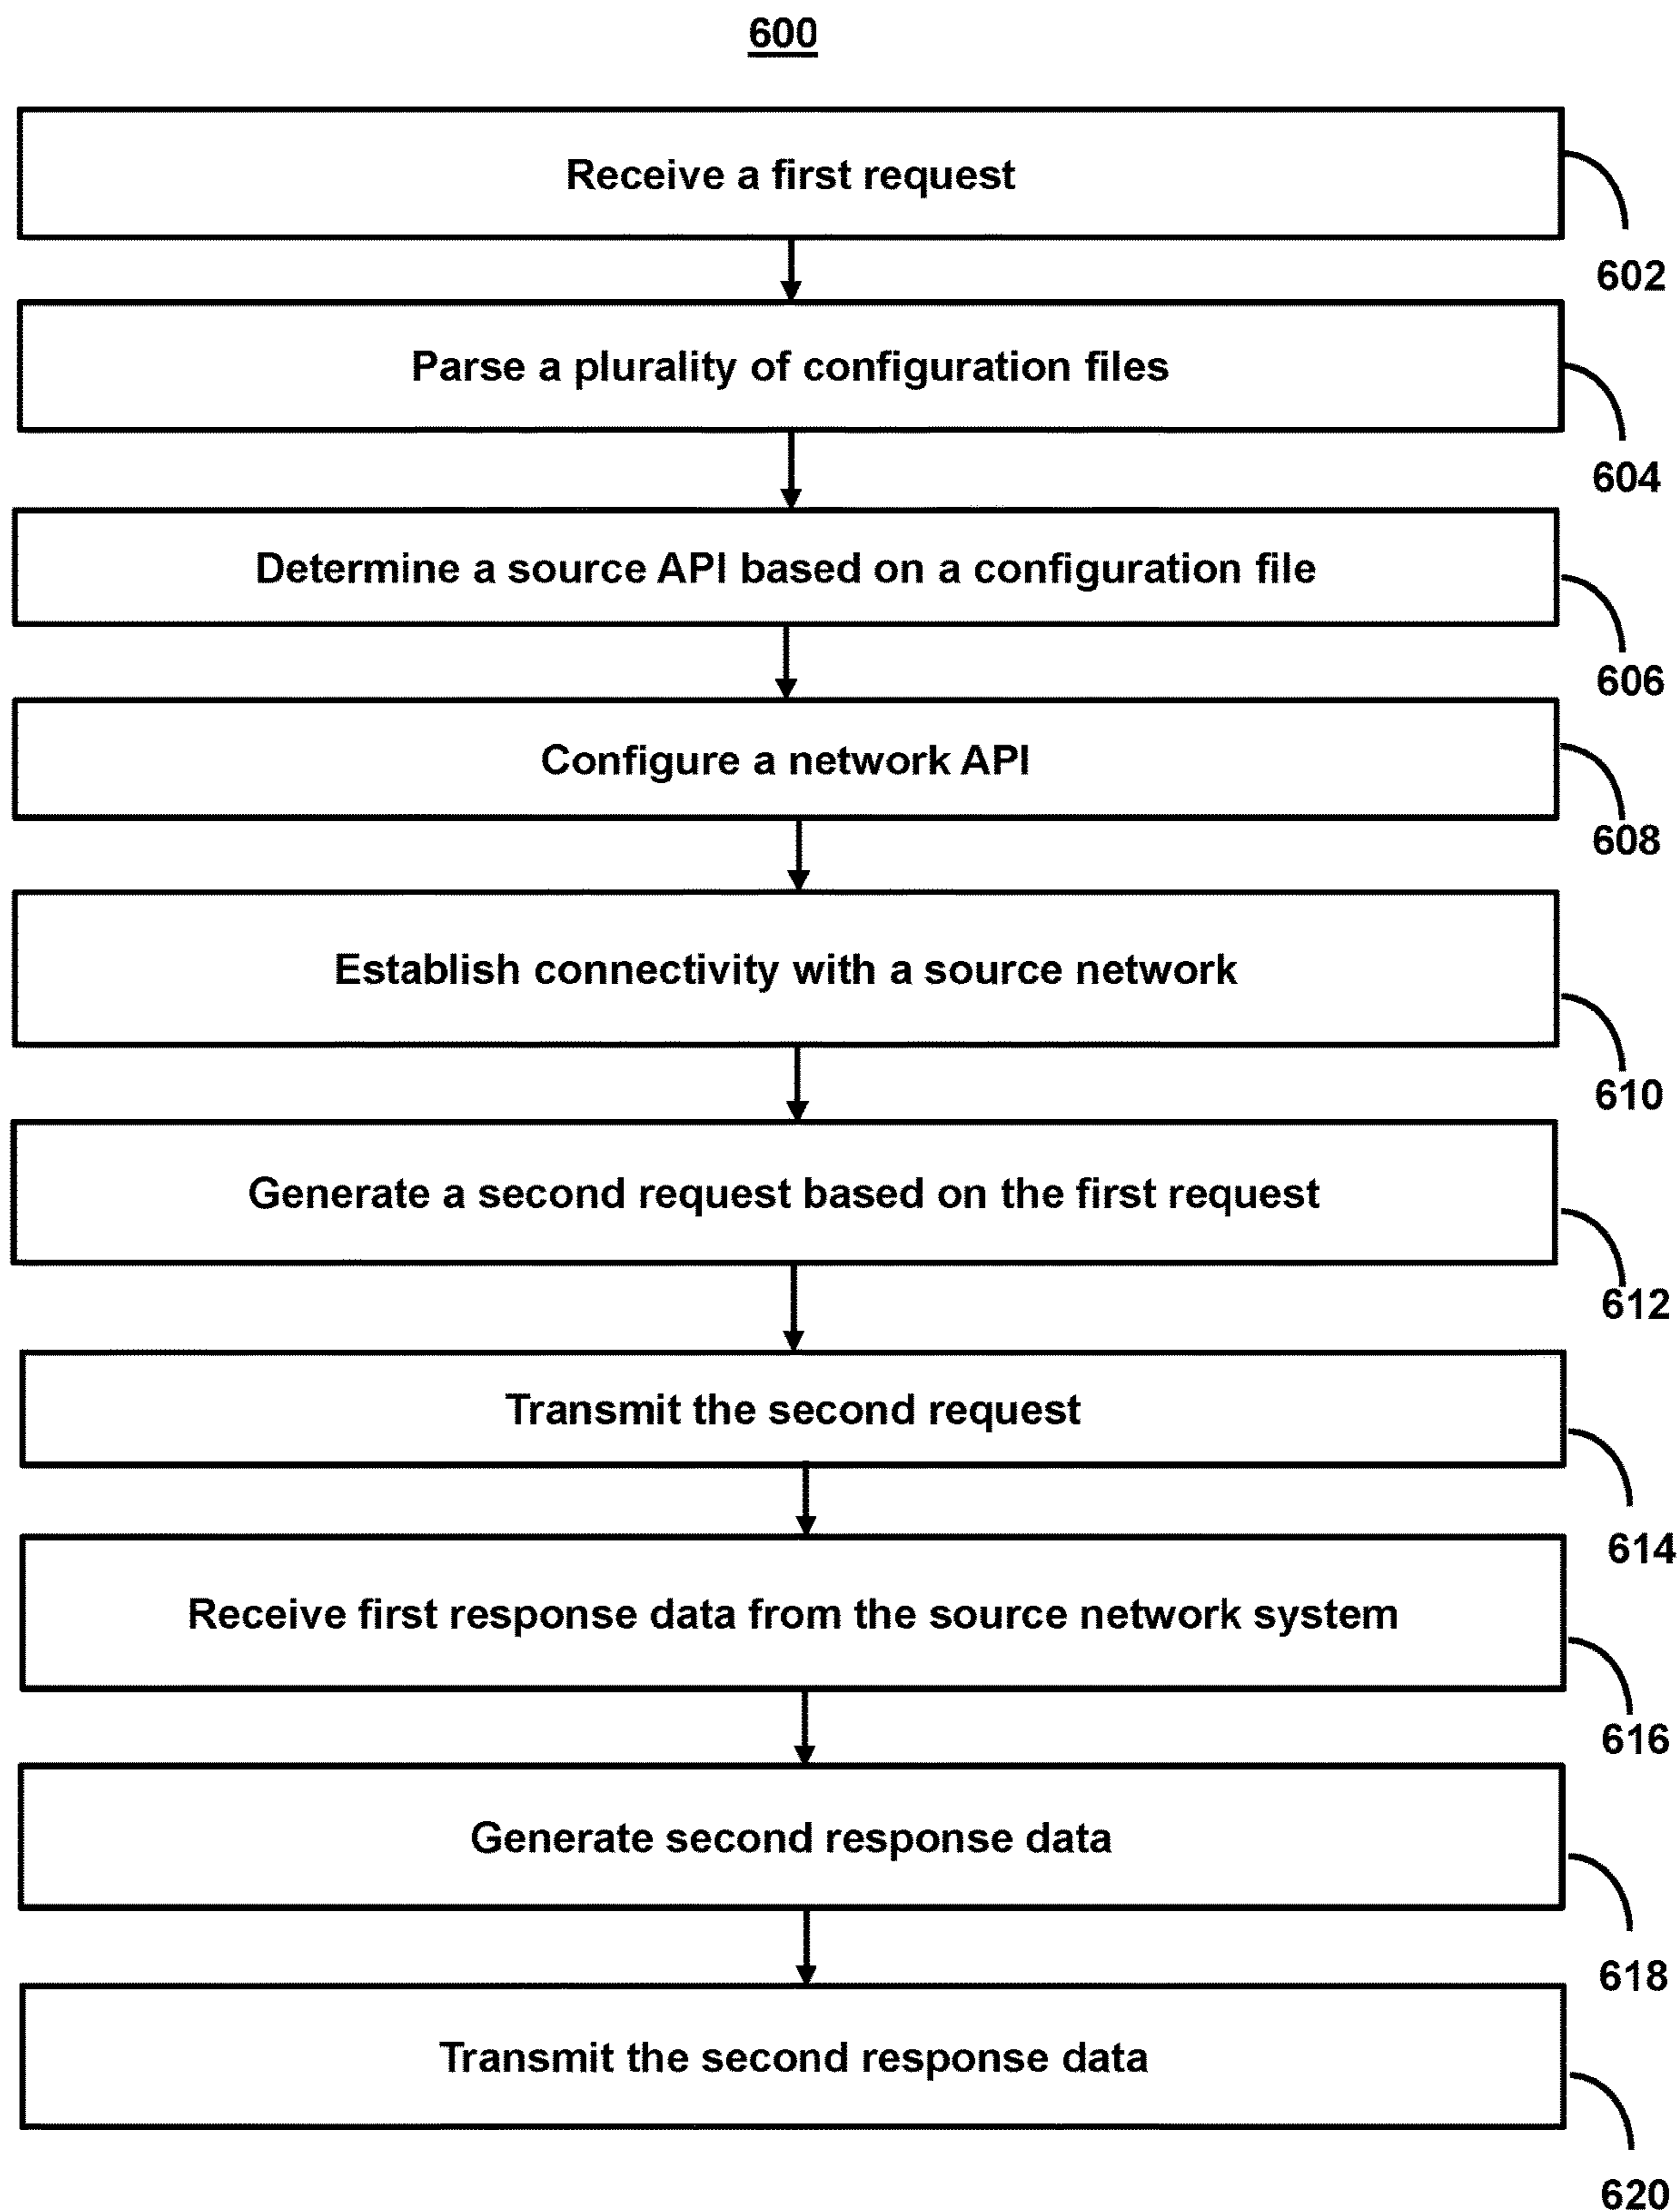 600
Receive a first request
602
Parse a plurality of configuration files
604
Determine a source API based on a configuration file
606
Configure a network API
608
Establish connectivity with a source network
610
Generate a second request based on the first request
612
Transmit the second request
614
Receive first response data from the source network system
616
Generate second response data
618
Transmit the second response data
620